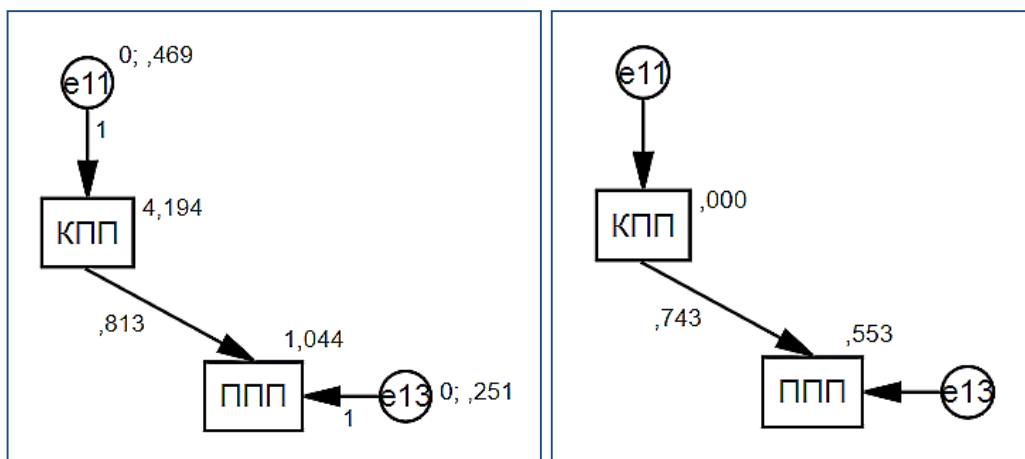 0; ,469
e11
1
4,194
КПП
,813
1,044
ППП
e13
0; ,251
1
e11
,000
КПП
,743
,553
ППП
e13